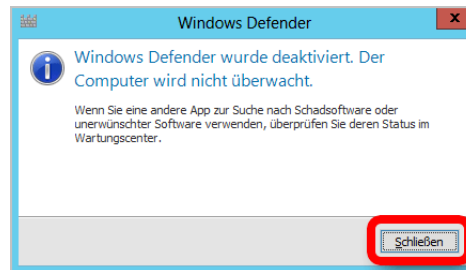 Windows Defender
Windows Defender wurde deaktiviert. Der
Computer wird nicht überwacht.
Wenn Sie eine andere App zur Suche nach Schadsoftware oder
unerwünschter Software verwenden, überprüfen Sie deren Status im
Wartungscenter.
Schließen